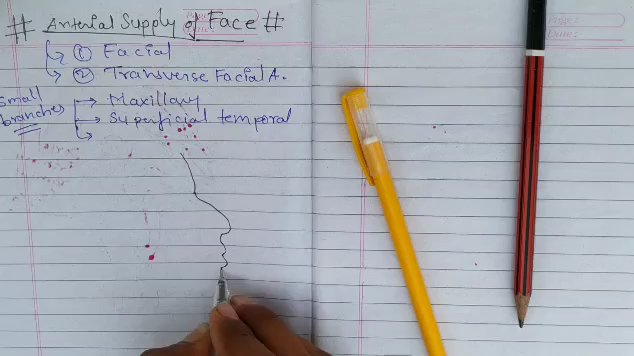 # Arterial Supply of Face #
↳ ① Facial
↳ ② Transverse Facial A.
Small branches → Maxillary
→ Superficial temporal